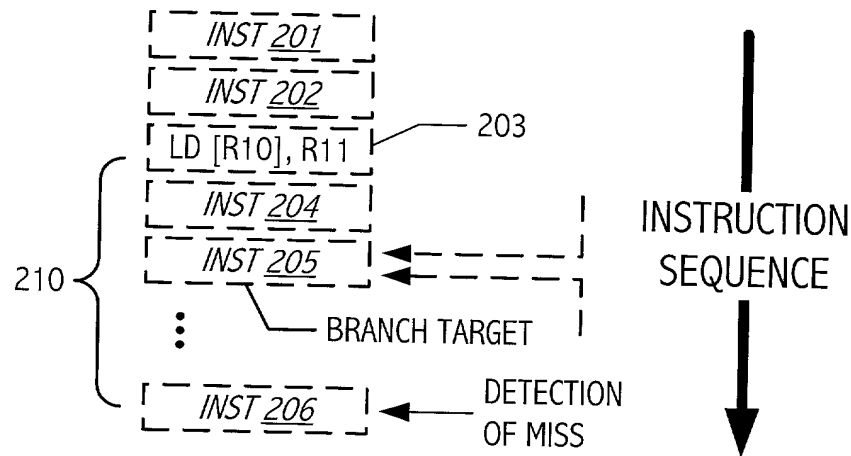 INST 201
INST 202
LD [R10], R11
203
INST 204
INST 205
210
BRANCH TARGET
INST 206
DETECTION
OF MISS
INSTRUCTION
SEQUENCE